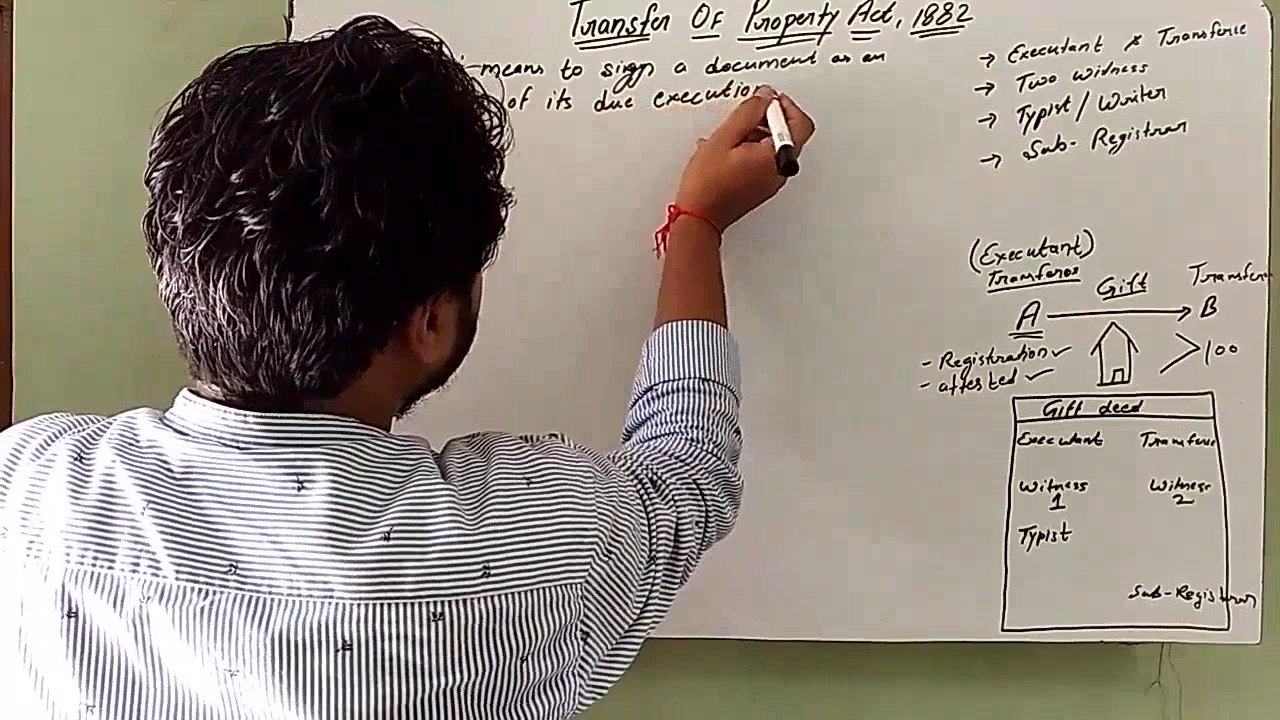 Transfer Of Property Act, 1882
means to sign a document as an
of its due execution
→ Executant & Transferee
→ Two witness
→ Typist / Writer
→ Sub-Registrar
(Executant)
Transferor
Gift
Transfer
A
B
- Registration ✓
- attested ✓
>100
Gift deed
Executant
Transferee
Witness
1
Witness
2
Typist
Sub-Registrar